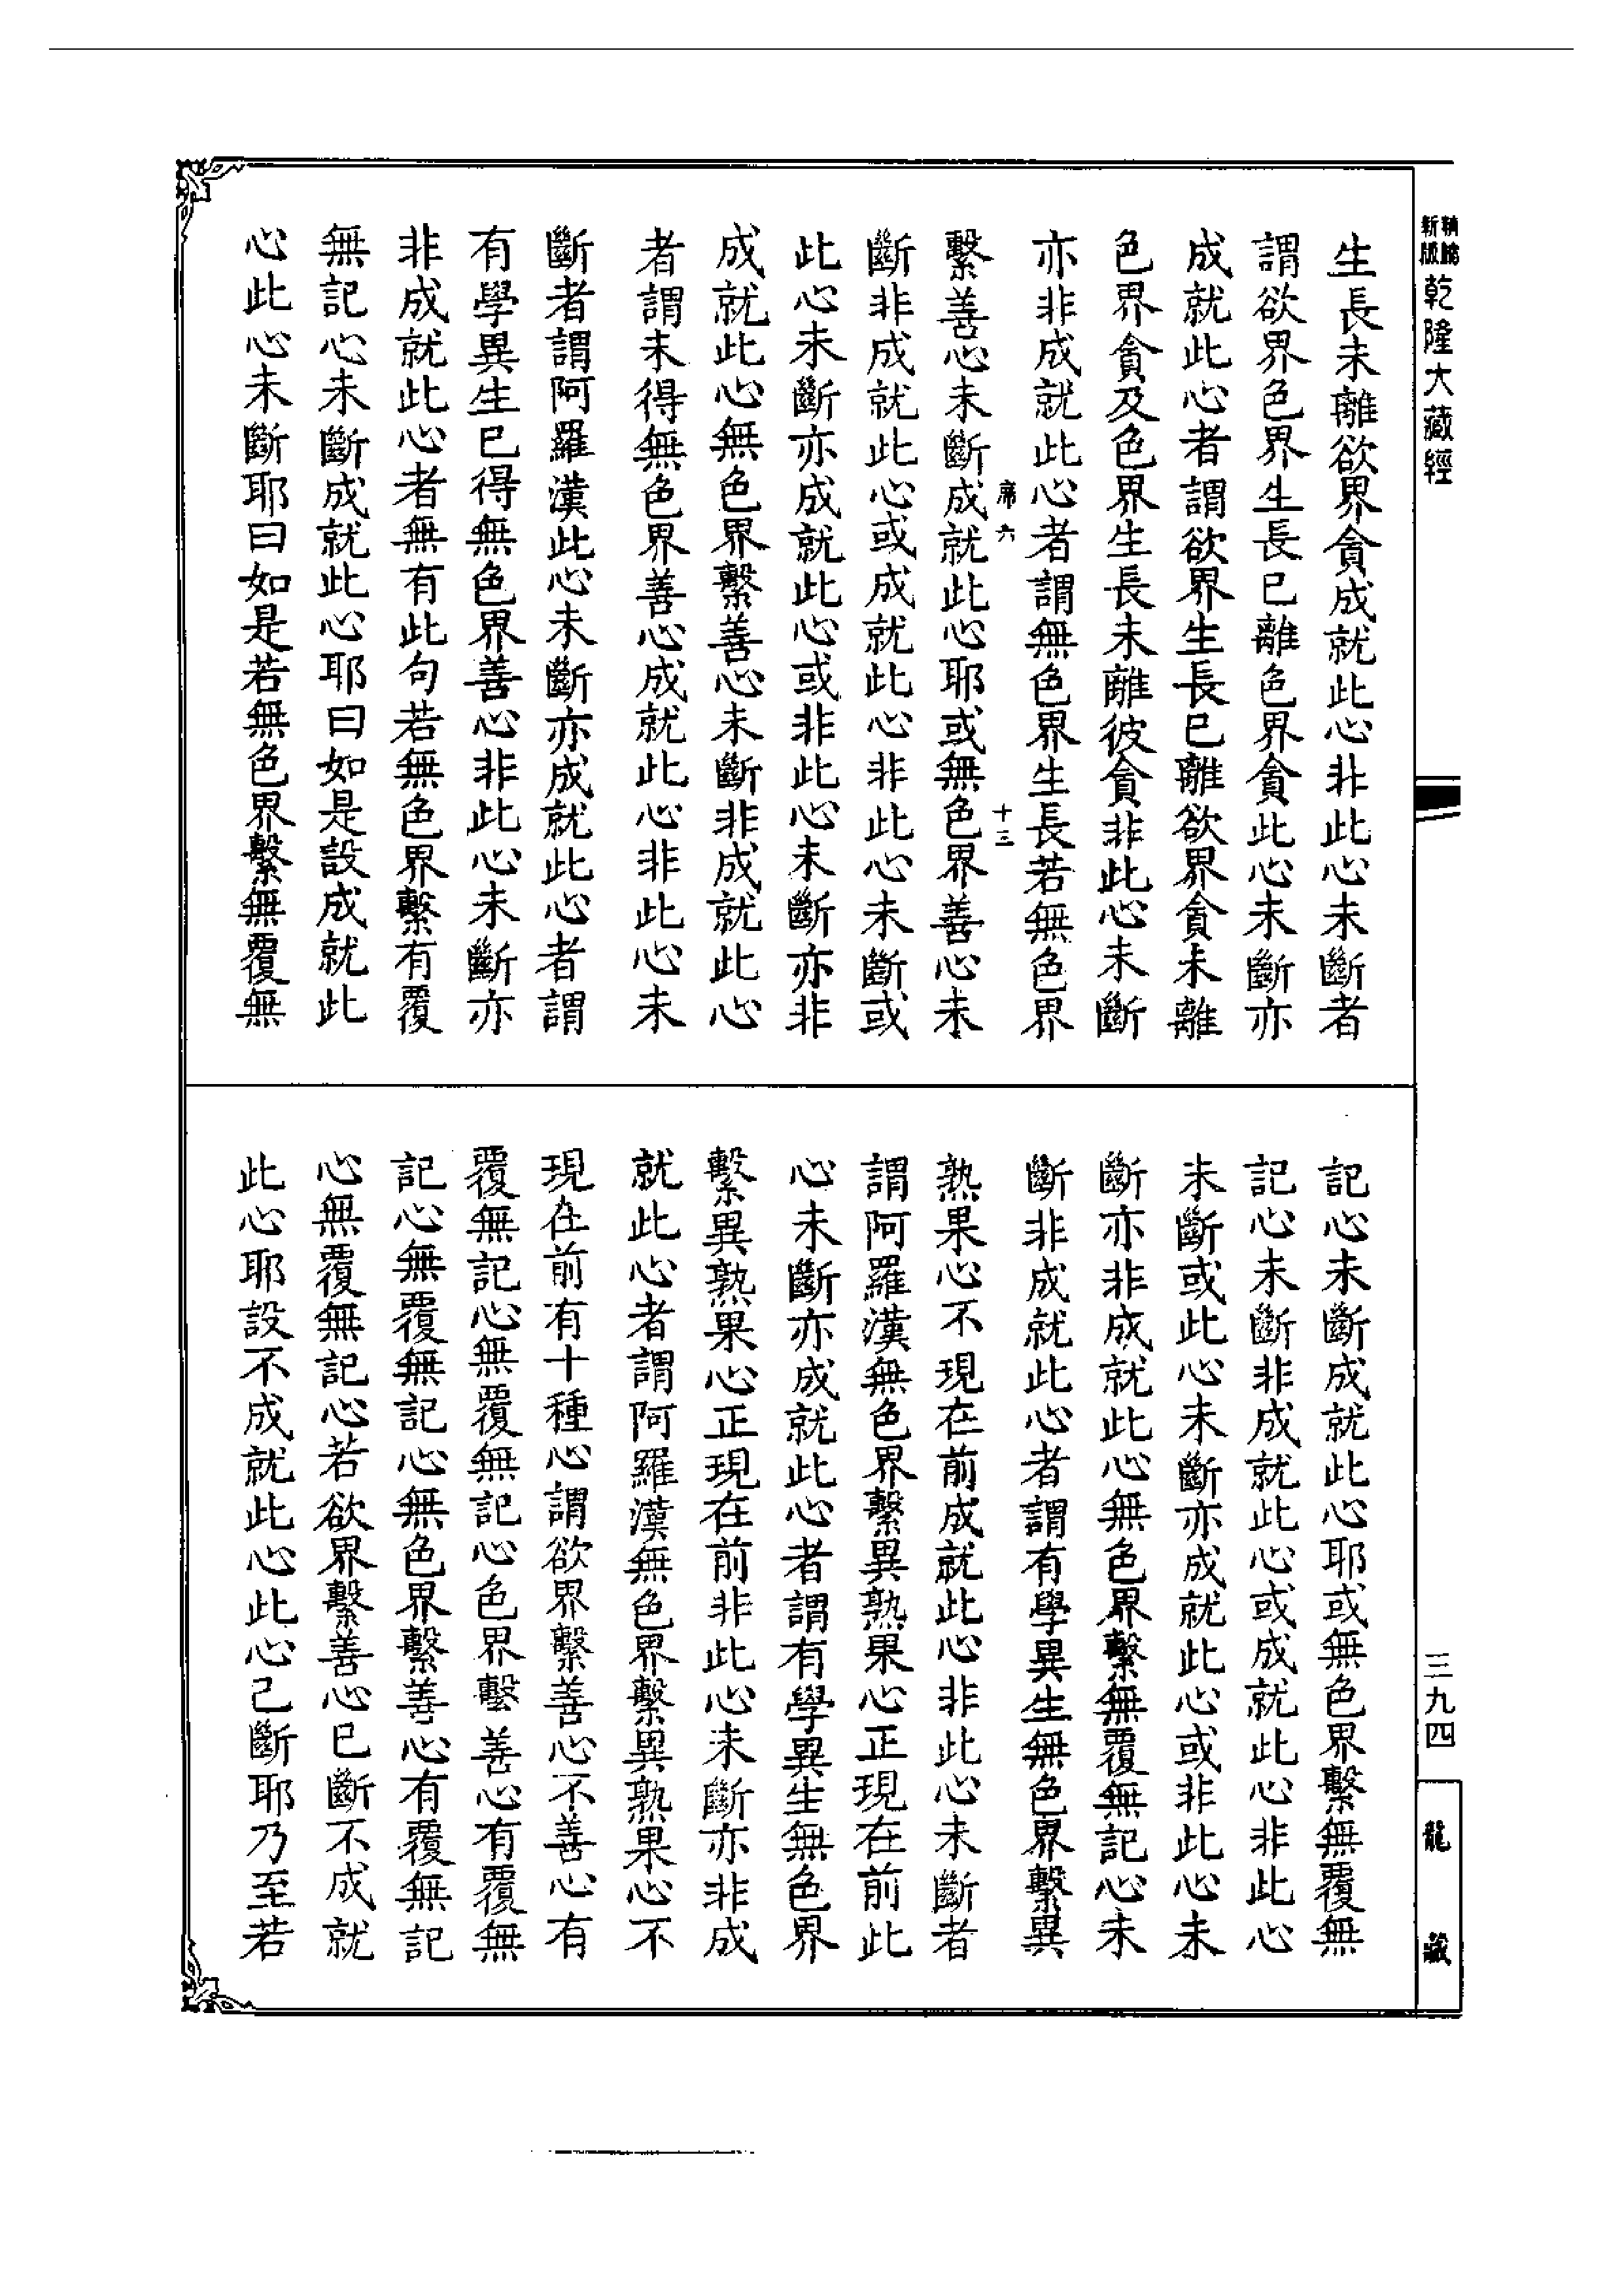 新編
新版
乾隆大藏經
生長未離欲界貪成就此心非此心未斷者
謂欲界色界生長已離色界貪此心未斷亦
成就此心者謂欲界生長已離欲界貪未離
色界貪及色界生長未離彼貪非此心未斷
亦非成就此心者謂無色界生長若無色界
席六
十三
繫善心未斷成就此心耶或無色界善心未
斷非成就此心或成就此心非此心未斷或
此心未斷亦成就此心或非此心未斷亦非
成就此心無色界繫善心未斷非成就此心
者謂未得無色界善心成就此心非此心未
斷者謂阿羅漢此心未斷亦成就此心者謂
有學異生已得無色界善心非此心未斷亦
非成就此心者無有此句若無色界繫有覆
無記心未斷成就此心耶曰如是設成就此
心此心未斷耶曰如是若無色界繫無覆無
記心未斷成就此心耶或無色界繫無覆無
記心未斷非成就此心或成就此心非此心
未斷或此心未斷亦成就此心或非此心未
斷亦非成就此心無色界繫無覆無記心未
斷非成就此心者謂有學異生無色界繫異
熟果心不現在前成就此心非此心未斷者
謂阿羅漢無色界繫異熟果心正現在前此
心未斷亦成就此心者謂有學異生無色界
繫異熟果心正現在前非此心未斷亦非成
就此心者謂阿羅漢無色界繫異熟果心不
現在前有十種心謂欲界繫善心不善心有
覆無記心無覆無記心色界繫善心有覆無
記心無覆無記心無色界繫善心有覆無記
心無覆無記心若欲界繫善心已斷不成就
此心耶設不成就此心此心已斷耶乃至若
三九四
龍藏